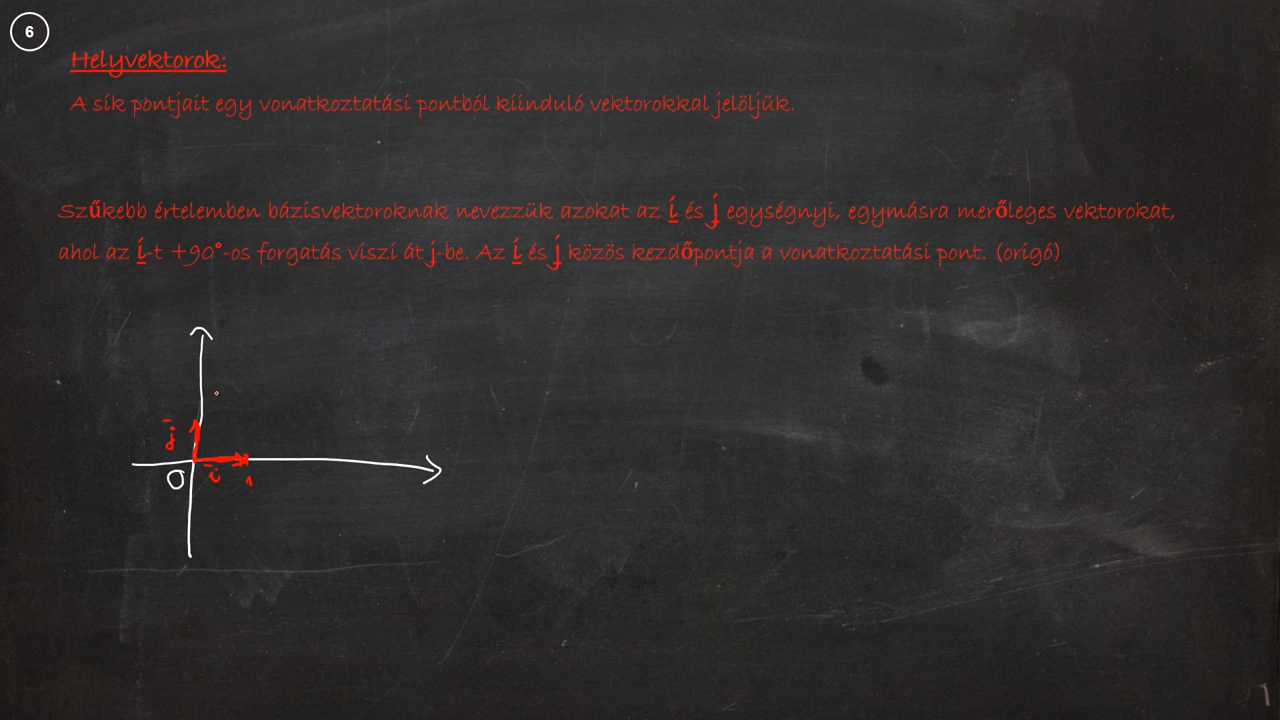 6
Helyvektorok:
A sík pontjait egy vonatkoztatási pontból kiinduló vektorokkal jelöljük.
Szűkebb értelemben bázisvektoroknak nevezzük azokat az i és j egységnyi, egymásra merőleges vektorokat,
ahol az i-t +90°-os forgatás viszi át j-be. Az i és j közös kezdőpontja a vonatkoztatási pont. (origó)
j
O i 1